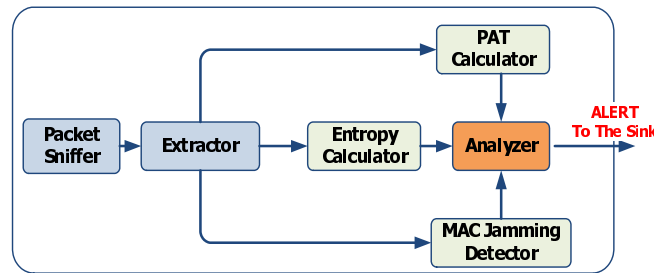 PAT
Calculator
ALERT
To The Sink
Packet
Sniffer
Extractor
Entropy
Calculator
Analyzer
MAC Jamming
Detector